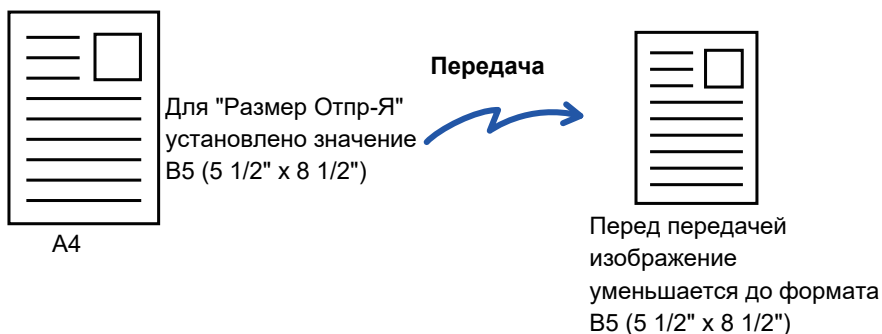 Передача
Для "Размер Отпр-Я"
установлено значение
B5 (5 1/2" x 8 1/2")
A4
Перед передачей
изображение
уменьшается до формата
B5 (5 1/2" x 8 1/2")